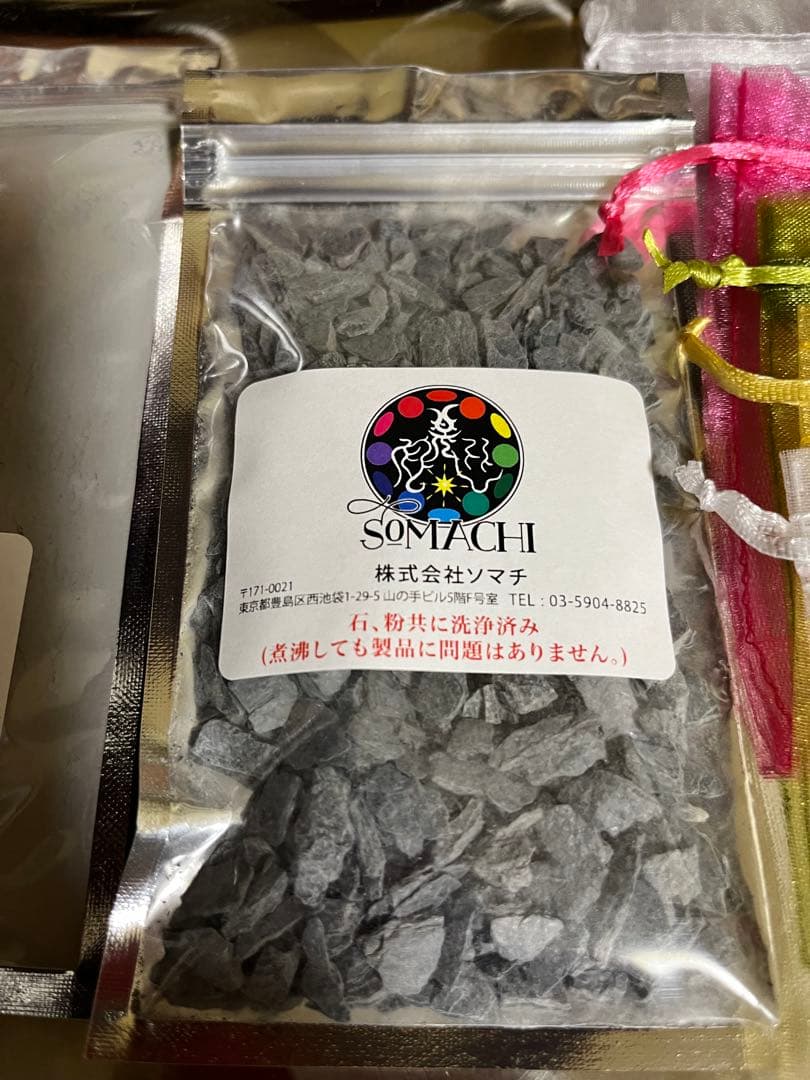 SOMACHI
株式会社ソマチ
〒171-0021
東京都豊島区西池袋1-29-5 山の手ビル5階F号室 TEL : 03-5904-8825
石、粉共に洗浄済み
(煮沸しても製品に問題はありません。)